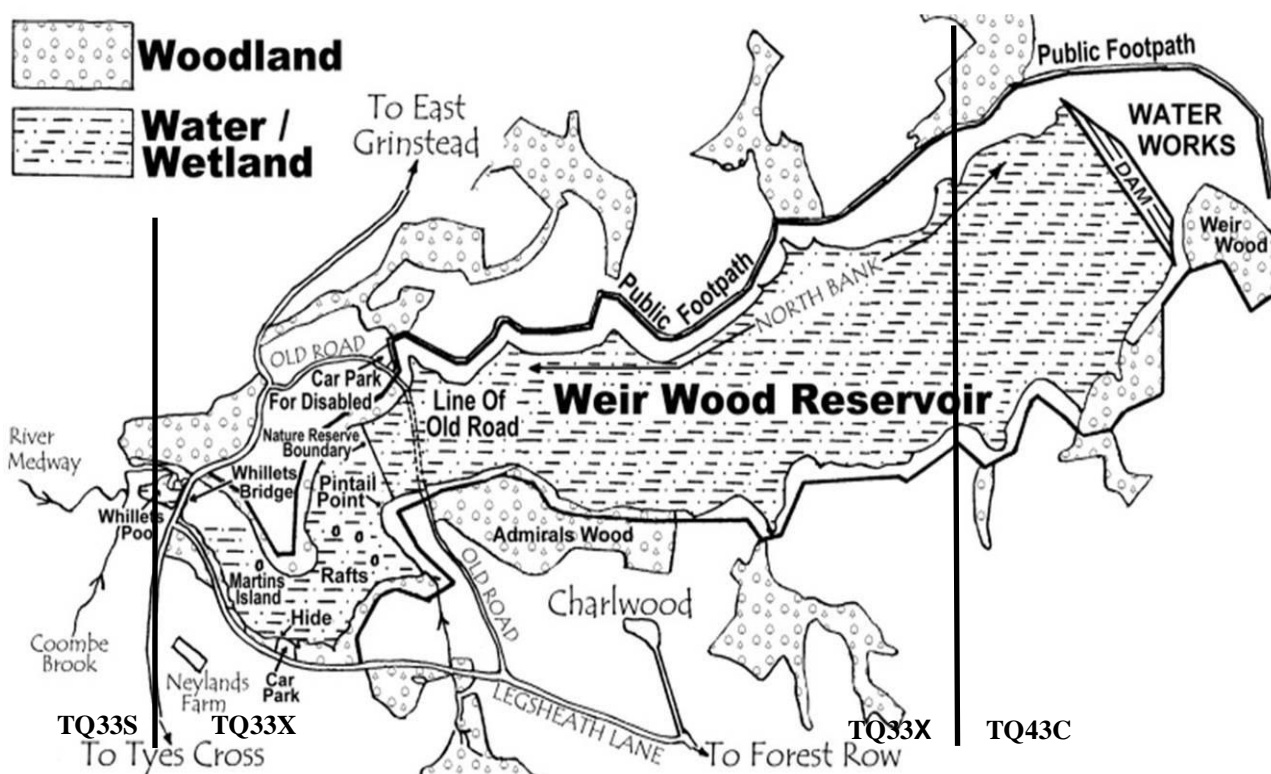 Woodland
Water /
Wetland
To East
Grinstead
Public Footpath
WATER
WORKS
DAM
Weir
Wood
Public Footpath
NORTH BANK
OLD ROAD
Car Park
For Disabled
Line Of
Old Road
Weir Wood Reservoir
Nature Reserve
Boundary
River
Medway
Whillets
Bridge
Pintail
Point
Whillets
Pool
Admirals Wood
Rafts
Martins
Island
OLD ROAD
Charlwood
Hide
Coombe
Brook
Neylands
Farm
Car
Park
LEGSHEATH LANE
TQ33S
TQ33X
TQ33X
TQ43C
To Tyes Cross
To Forest Row